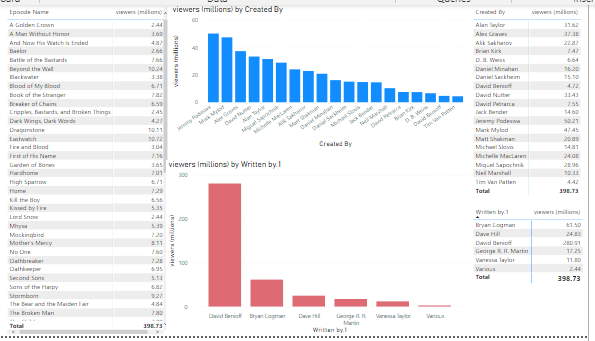 Episode Name viewers (millions)
A Golden Crown 2.44
A Man Without Honor 3.69
And Now His Watch is Ended 4.87
Baelor 2.66
Battle of the Bastards 7.66
Beyond the Wall 10.24
Blackwater 3.38
Blood of My Blood 6.71
Book of the Stranger 7.82
Breaker of Chains 6.59
Cripples, Bastards, and Broken Things 2.45
Dark Wings, Dark Words 4.27
Dragonstone 10.11
Eastwatch 10.72
Fire and Blood 3.04
First of His Name 7.16
Garden of Bones 3.65
Hardhome 7.01
High Sparrow 6.71
Home 7.29
Kill the Boy 6.56
Kissed by Fire 5.35
Lord Snow 2.44
Mhysa 5.39
Mockingbird 7.20
Mother's Mercy 8.11
No One 7.60
Oathbreaker 7.28
Oathkeeper 6.95
Second Sons 5.13
Sons of the Harpy 6.82
Stormborn 9.27
The Bear and the Maiden Fair 4.84
The Broken Man 7.80
Total 398.73
viewers (millions) by Created By
viewers (millions)
60
40
20
0
Jeremy Podeswa
Mark Mylod
Alex Graves
David Nutter
Alan Taylor
Miguel Sapochnik
Michelle MacLaren
Alik Sakharov
Matt Shakman
Daniel Minahan
Daniel Sackheim
Michael Slovis
Jack Bender
Neil Marshall
David Petrarca
Brian Kirk
D. B. Weiss
David Benioff
Tim Van Patten
Created By
viewers (millions) by Written by.1
viewers (millions)
300
200
100
0
David Benioff
Bryan Cogman
Dave Hill
George R. R. Martin
Vanessa Taylor
Various
Written by.1
Created By viewers (millions)
Alan Taylor 31.62
Alex Graves 37.38
Alik Sakharov 22.87
Brian Kirk 7.47
D. B. Weiss 6.64
Daniel Minahan 16.20
Daniel Sackheim 15.10
David Benioff 4.72
David Nutter 33.43
David Petrarca 7.55
Jack Bender 14.60
Jeremy Podeswa 50.21
Mark Mylod 47.45
Matt Shakman 20.89
Michael Slovis 14.81
Michelle MacLaren 24.08
Miguel Sapochnik 28.96
Neil Marshall 10.33
Tim Van Patten 4.42
Total 398.73
Written by.1 viewers (millions)
Bryan Cogman 61.50
Dave Hill 24.83
David Benioff 280.91
George R. R. Martin 17.25
Vanessa Taylor 11.80
Various 2.44
Total 398.73